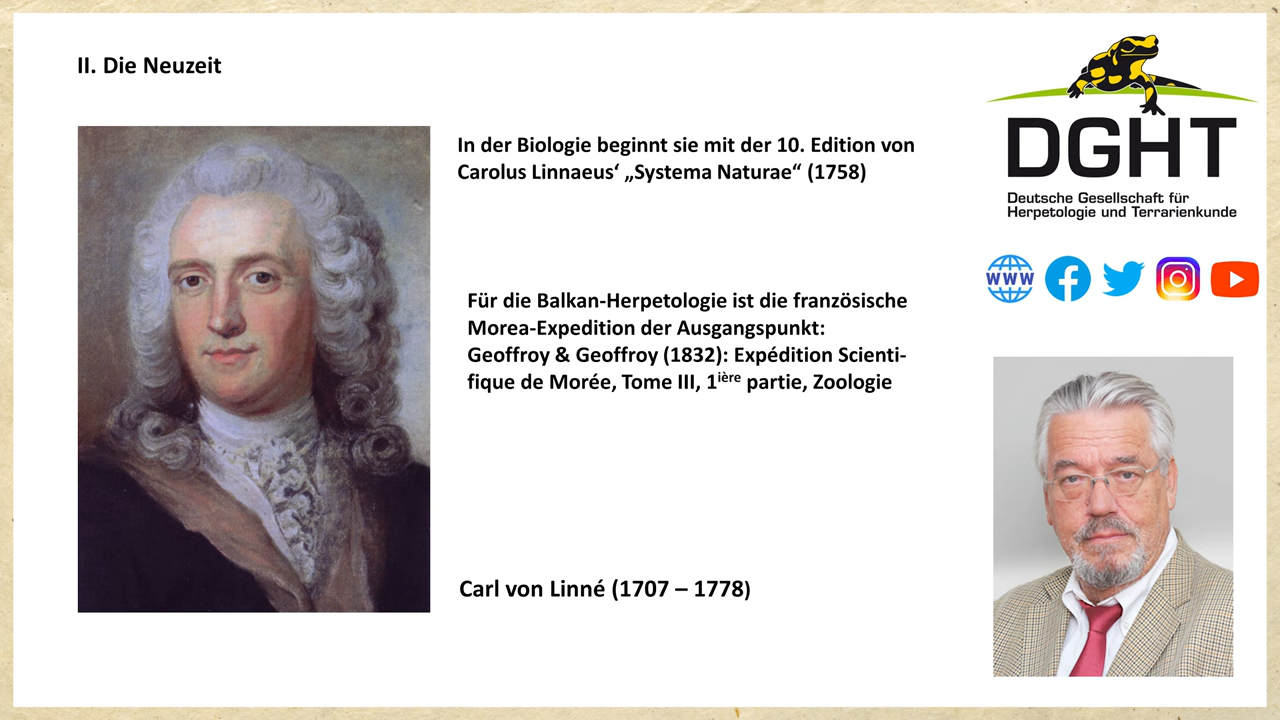 II. Die Neuzeit
In der Biologie beginnt sie mit der 10. Edition von
Carolus Linnaeus‘ „Systema Naturae“ (1758)
Für die Balkan-Herpetologie ist die französische
Morea-Expedition der Ausgangspunkt:
Geoffroy & Geoffroy (1832): Expédition Scienti-
fique de Morée, Tome III, 1ière partie, Zoologie
Carl von Linné (1707 – 1778)
DGHT
Deutsche Gesellschaft für
Herpetologie und Terrarienkunde
WWW